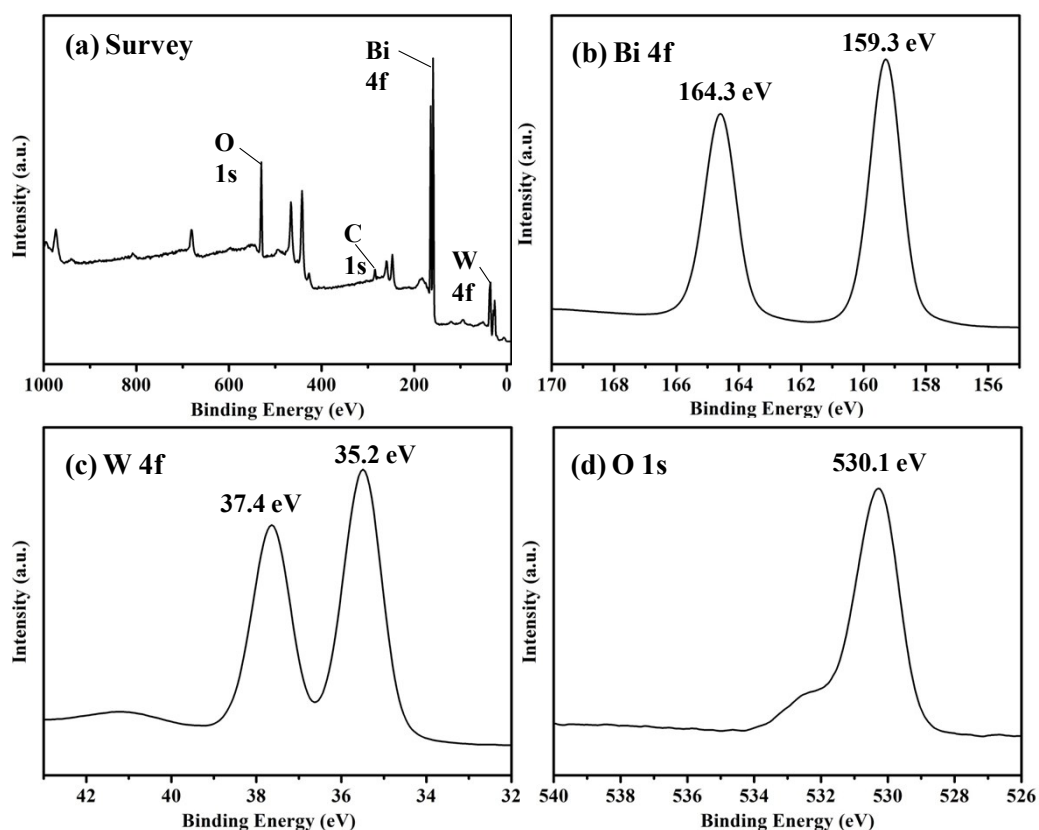 (a) Survey
Bi
4f
O
1s
C
1s
W
4f
Intensity (a.u.)
1000 800 600 400 200 0
Binding Energy (eV)
(b) Bi 4f
159.3 eV
164.3 eV
Intensity (a.u.)
170 168 166 164 162 160 158 156
Binding Energy (eV)
(c) W 4f
35.2 eV
37.4 eV
Intensity (a.u.)
42 40 38 36 34 32
Binding Energy (eV)
(d) O 1s
530.1 eV
Intensity (a.u.)
540 538 536 534 532 530 528 526
Binding Energy (eV)